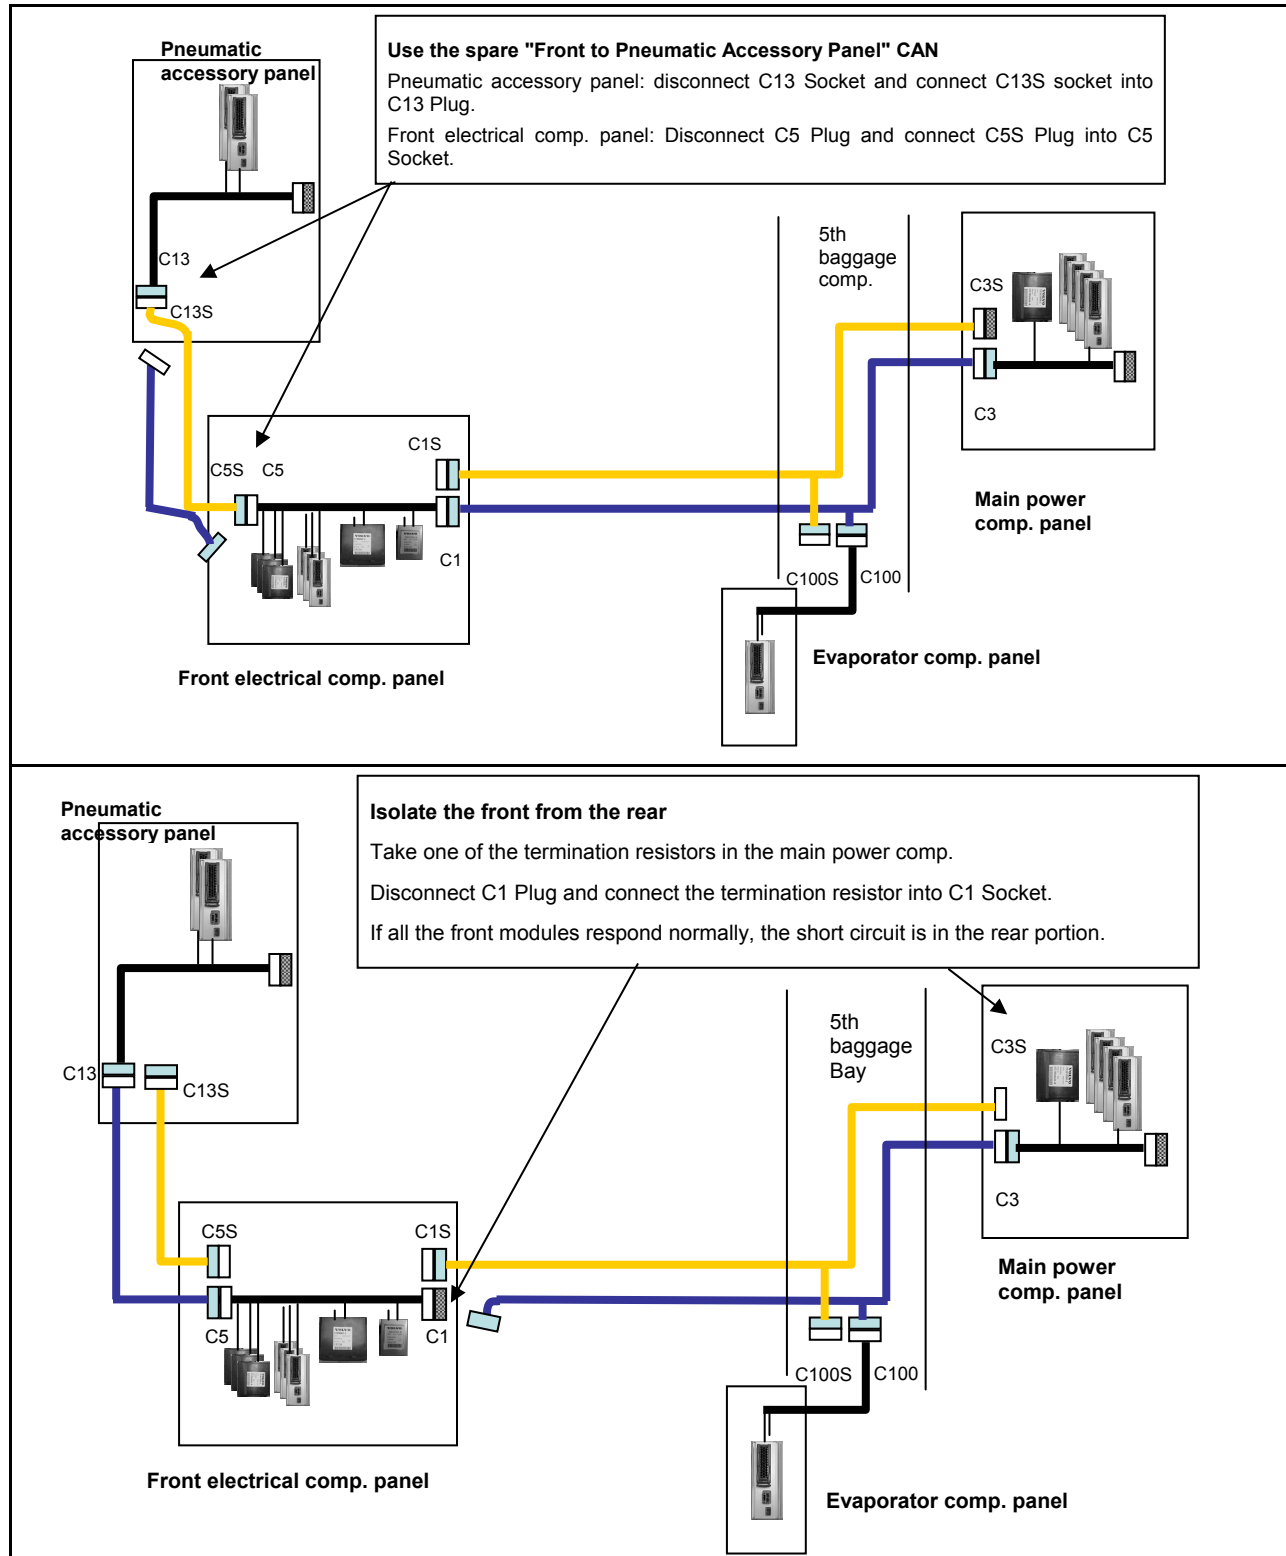 Pneumatic
accessory panel
Use the spare "Front to Pneumatic Accessory Panel" CAN
Pneumatic accessory panel: disconnect C13 Socket and connect C13S socket into
C13 Plug.
Front electrical comp. panel: Disconnect C5 Plug and connect C5S Plug into C5
Socket.
5th
baggage
comp.
C13
C13S
C3S
C3
C1S
C5S C5
C1
Main power
comp. panel
C100S C100
Evaporator comp. panel
Front electrical comp. panel
Pneumatic
accessory panel
Isolate the front from the rear
Take one of the termination resistors in the main power comp.
Disconnect C1 Plug and connect the termination resistor into C1 Socket.
If all the front modules respond normally, the short circuit is in the rear portion.
5th
baggage
Bay
C3S
C13
C13S
C3
C5S
C1S
Main power
comp. panel
C5
C1
C100S
C100
Front electrical comp. panel
Evaporator comp. panel